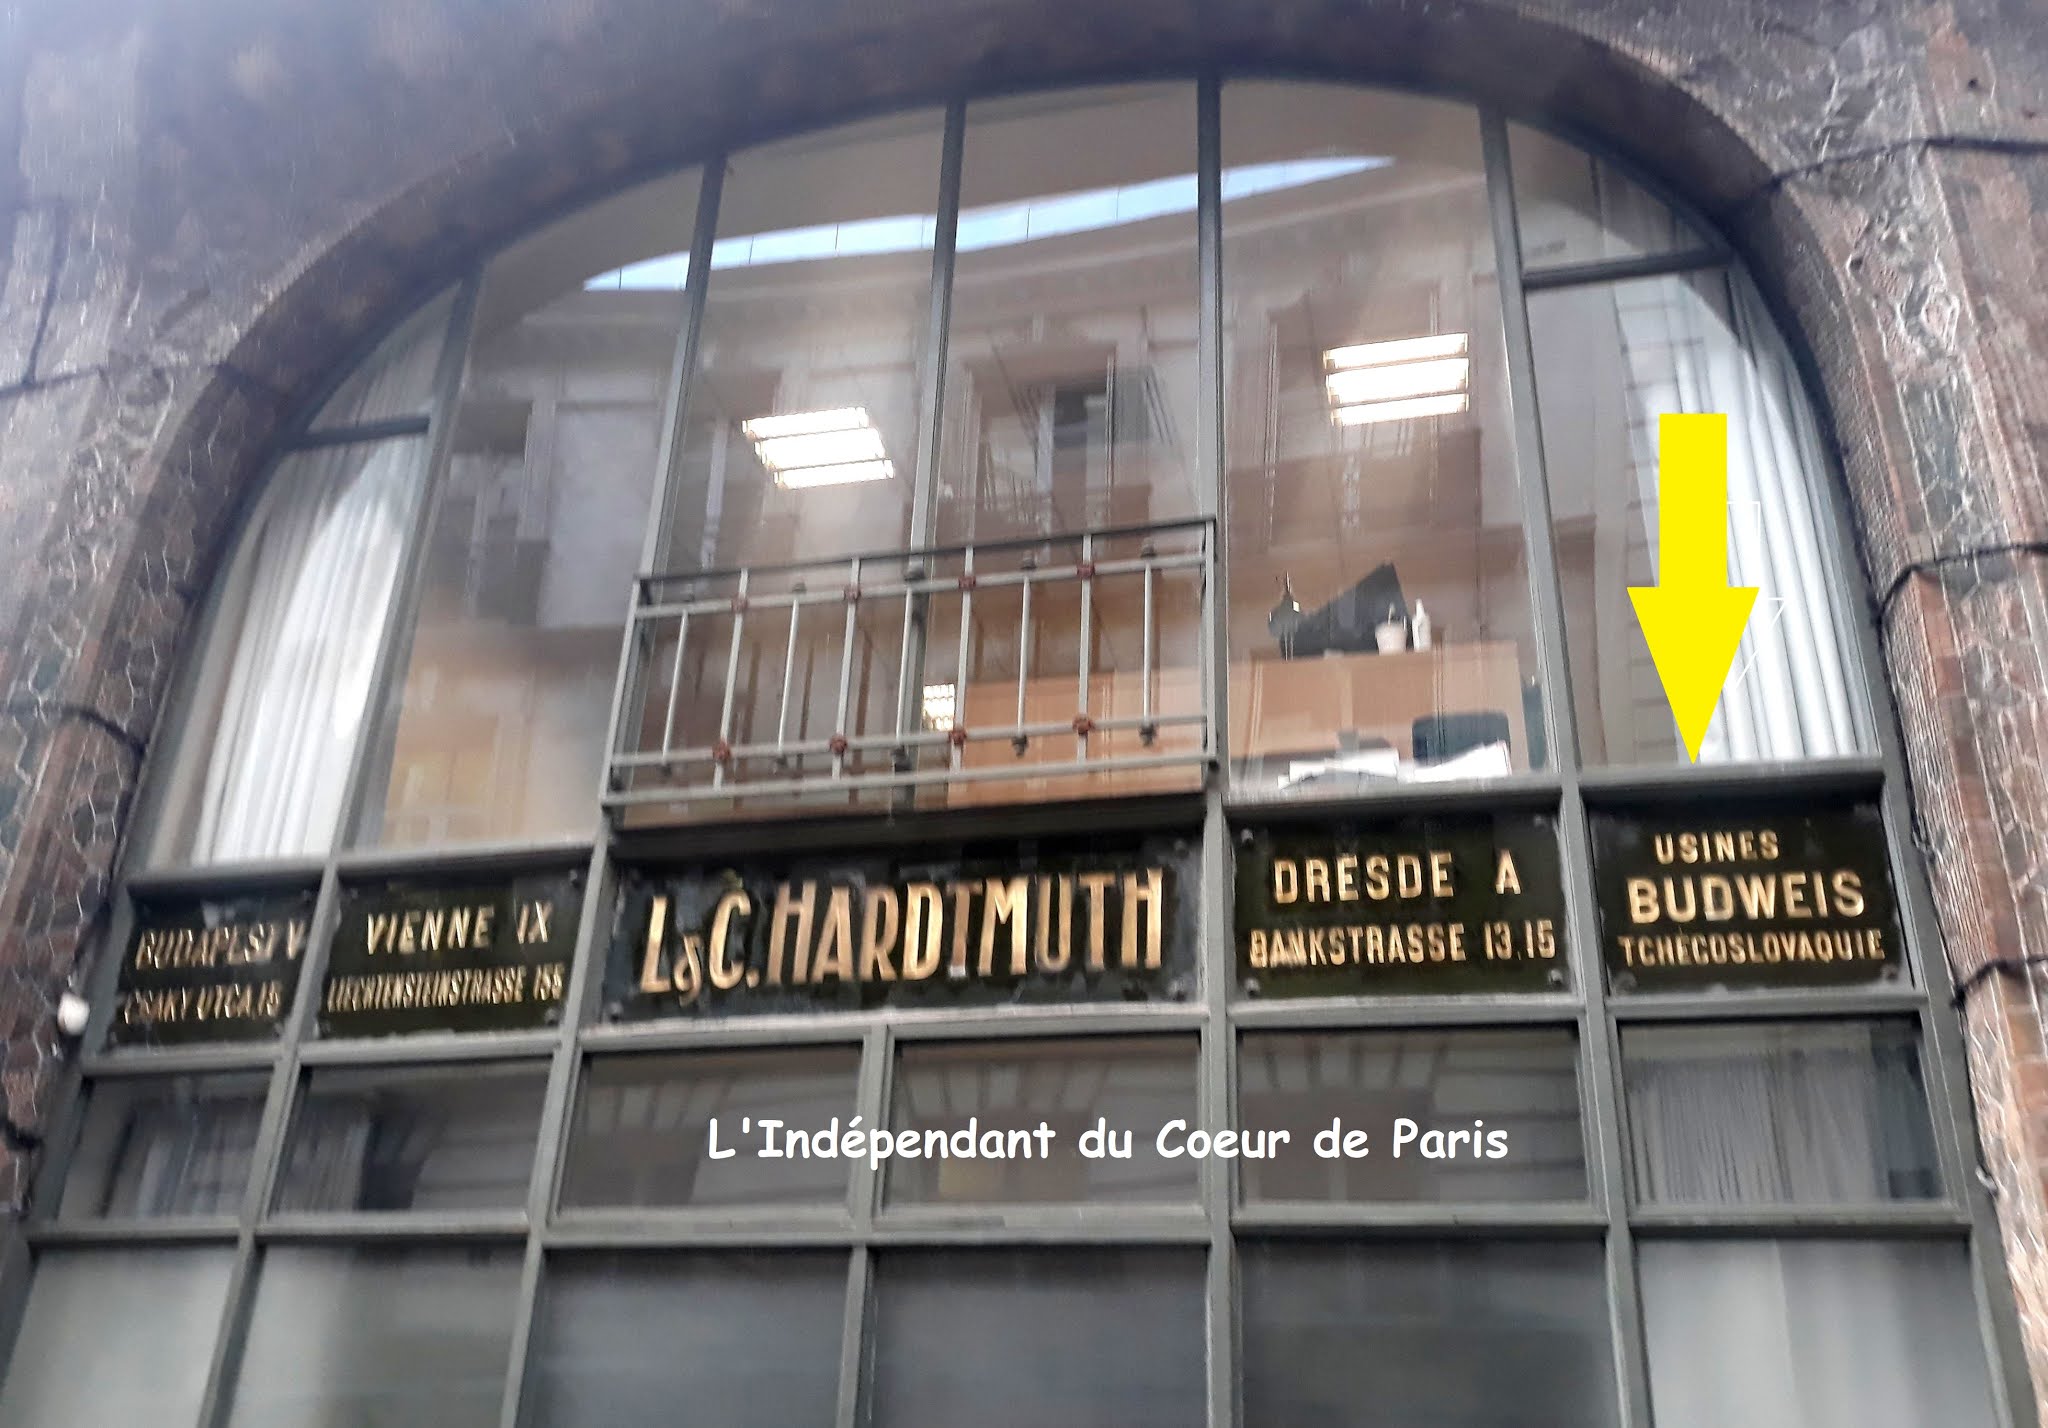 BUDAPEST V
CSAKY UTCA.15
VIENNE IX
LIECHTENSTEINSTRASSE 155
L&C. HARDTMUTH
DRESDE A
BANKSTRASSE 13.15
USINES
BUDWEIS
TCHÉCOSLOVAQUIE
L'Indépendant du Coeur de Paris